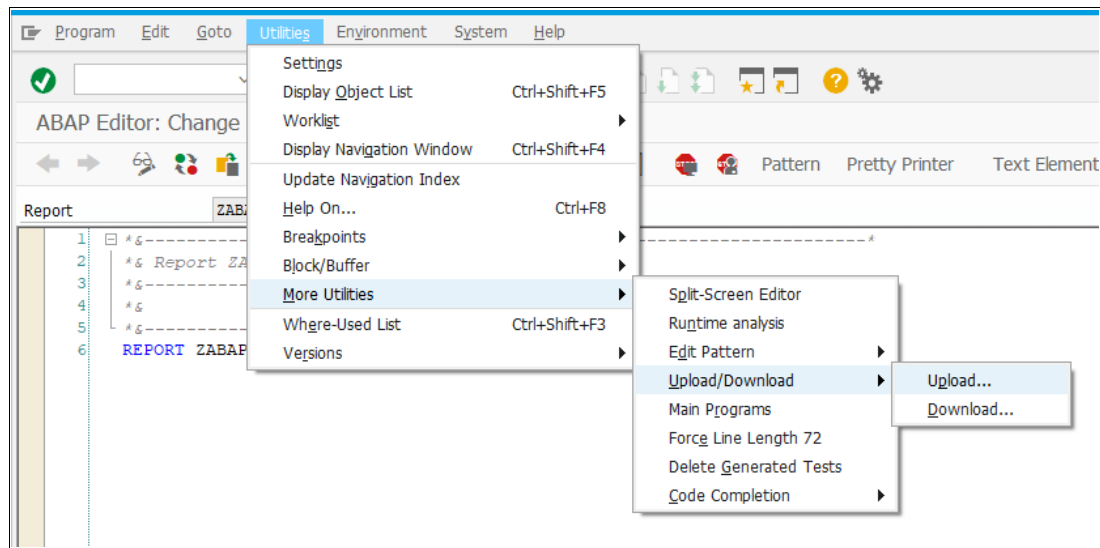 Program Edit Goto Utilities Environment System Help
ABAP Editor: Change
Pattern Pretty Printer Text Element
Report ZABA
Settings
Display Object List Ctrl+Shift+F5
Worklist
Display Navigation Window Ctrl+Shift+F4
Update Navigation Index
Help On... Ctrl+F8
Breakpoints
Block/Buffer
More Utilities
Where-Used List Ctrl+Shift+F3
Versions
Split-Screen Editor
Runtime analysis
Edit Pattern
Upload/Download
Main Programs
Force Line Length 72
Delete Generated Tests
Code Completion
Upload...
Download...
1 *&---------- ------------------*
2 *& Report ZA
3 *&----------
4 *&
5 *&----------
6 REPORT ZABAP